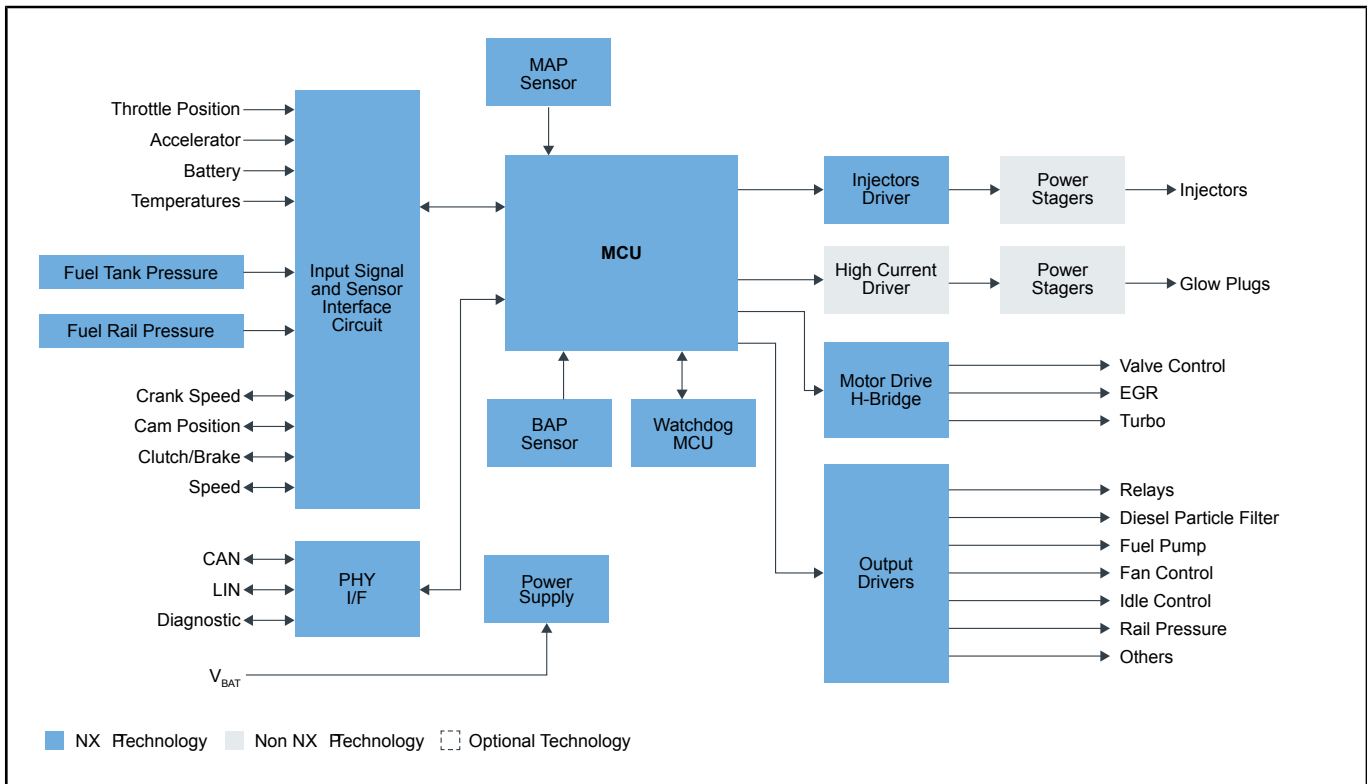 MAP
Sensor
Throttle Position
Accelerator
Battery
Temperatures
Fuel Tank Pressure
Fuel Rail Pressure
Crank Speed
Cam Position
Clutch/Brake
Speed
Input Signal
and Sensor
Interface
Circuit
CAN
LIN
Diagnostic
PHY
I/F
VBAT
MCU
BAP
Sensor
Watchdog
MCU
Power
Supply
Injectors
Driver
Power
Stagers
Injectors
High Current
Driver
Power
Stagers
Glow Plugs
Motor Drive
H-Bridge
Valve Control
EGR
Turbo
Output
Drivers
Relays
Diesel Particle Filter
Fuel Pump
Fan Control
Idle Control
Rail Pressure
Others
NX PTechnology
Non NX PTechnology
Optional Technology